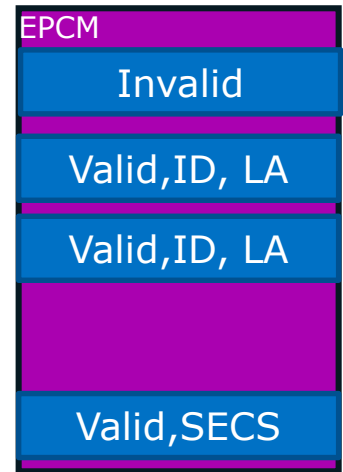 EPCM
Invalid
Valid,ID, LA
Valid,ID, LA
Valid,SECS